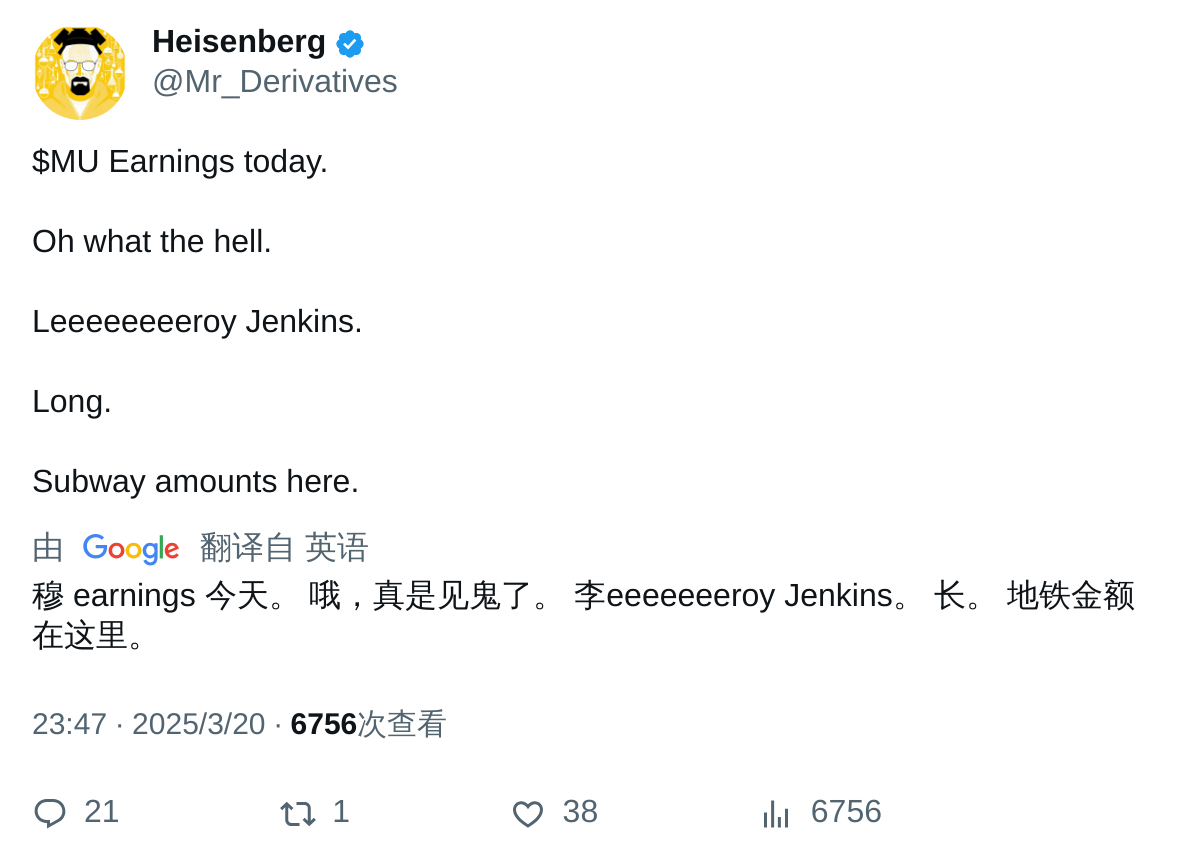 Heisenberg
@Mr_Derivatives
$MU Earnings today.
Oh what the hell.
Leeeeeeeeroy Jenkins.
Long.
Subway amounts here.
由 Google 翻译自 英语
穆 earnings 今天。 哦，真是见鬼了。 李eeeeeeeroy Jenkins。 长。 地铁金额
在这里。
23:47 · 2025/3/20 · 6756次查看
21 1 38 6756